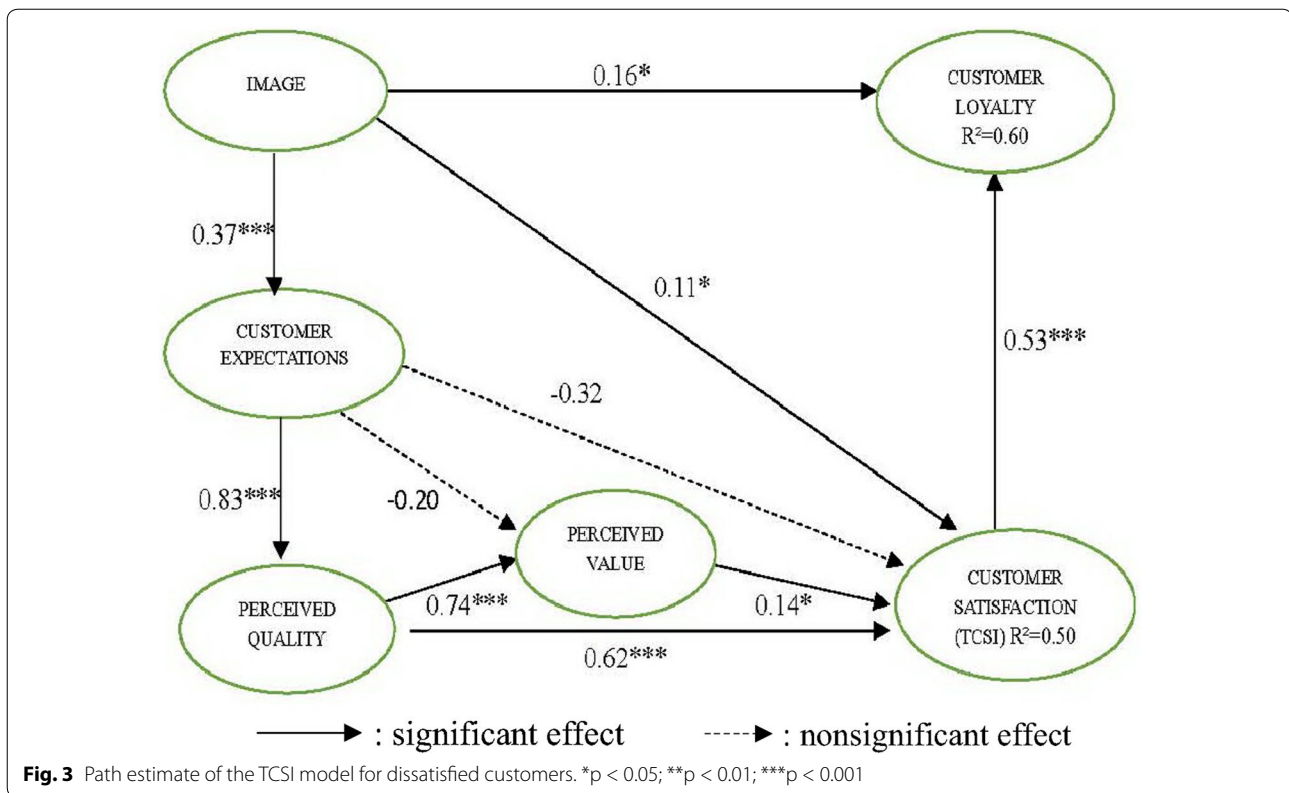 IMAGE
0.16*
CUSTOMER
LOYALTY
R²=0.60
0.37***
0.11*
CUSTOMER
EXPECTATIONS
0.53***
-0.32
0.83***
-0.20
PERCEIVED
VALUE
PERCEIVED
QUALITY
0.74***
0.14*
CUSTOMER
SATISFACTION
(TCSI) R²=0.50
0.62***
: significant effect
: nonsignificant effect
Fig. 3 Path estimate of the TCSI model for dissatisfied customers. *p < 0.05; **p < 0.01; ***p < 0.001